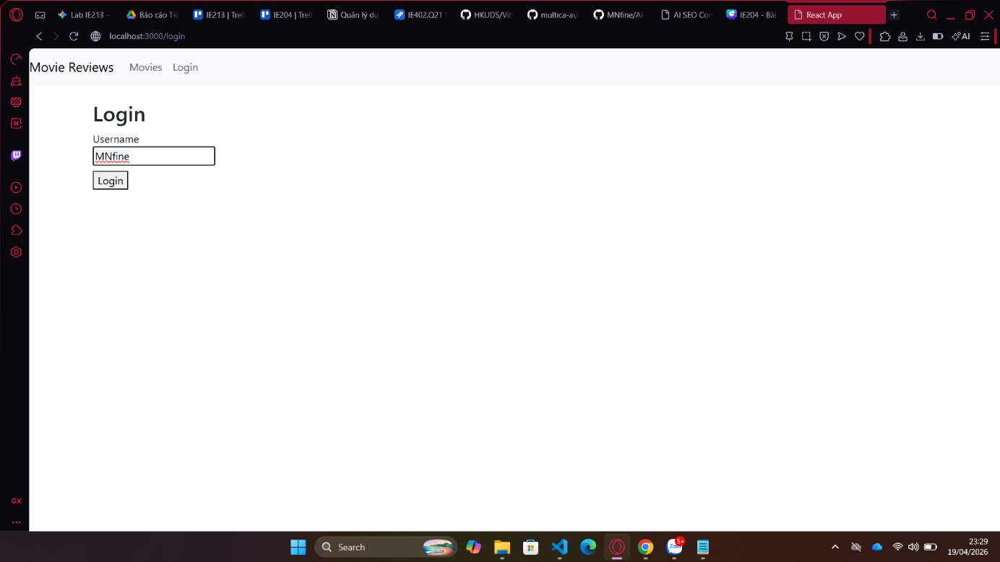 Lab IE213 -
Báo cáo Tiể
IE213 | Trell
IE204 | Trell
Quản lý dự
IE402.Q21
HKUDS/Vib
multica-ai/
MNfine/AI-
AI SEO Con
IE204 - Bài
React App
localhost:3000/login
AI
Movie Reviews Movies Login
M
Login
Username
MNfine
Login
GX
Search
Zalo
5+
23:29
19/04/2026